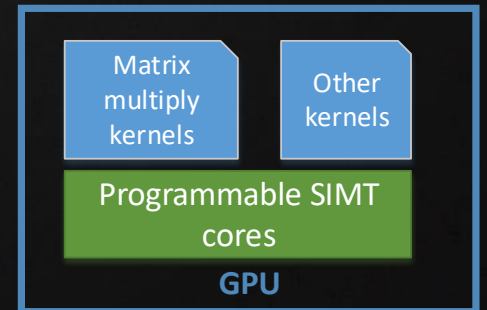 Matrix
multiply
kernels
Other
kernels
Programmable SIMT
cores
GPU